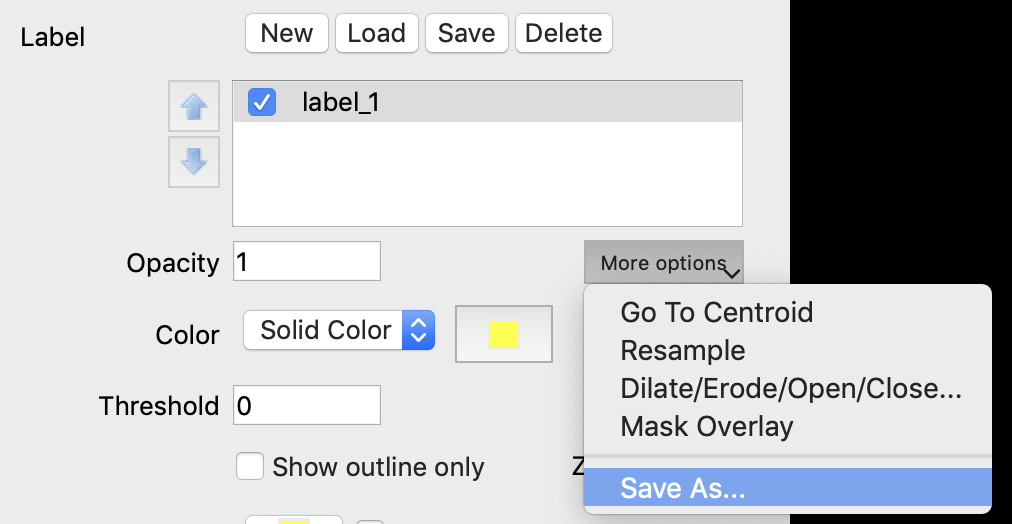 Label New Load Save Delete
label_1
Opacity 1 More options
Go To Centroid
Color Solid Color
Resample
Dilate/Erode/Open/Close...
Threshold 0
Mask Overlay
Show outline only Z
Save As...